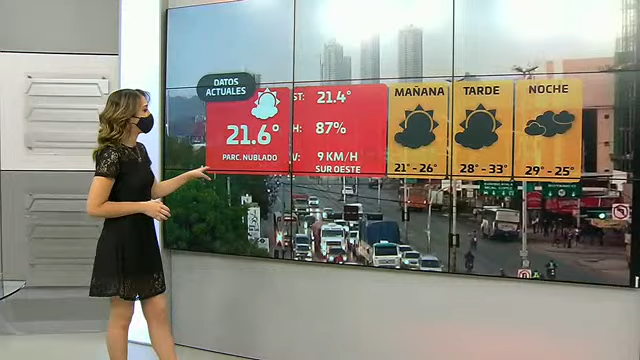 DATOS
ACTUALES
21.6°
PARC. NUBLADO
ST: 21.4°
H: 87%
V: 9 KM/H
SUR OESTE
MAÑANA
21 - 26°
TARDE
28° - 33°
NOCHE
29° - 25°